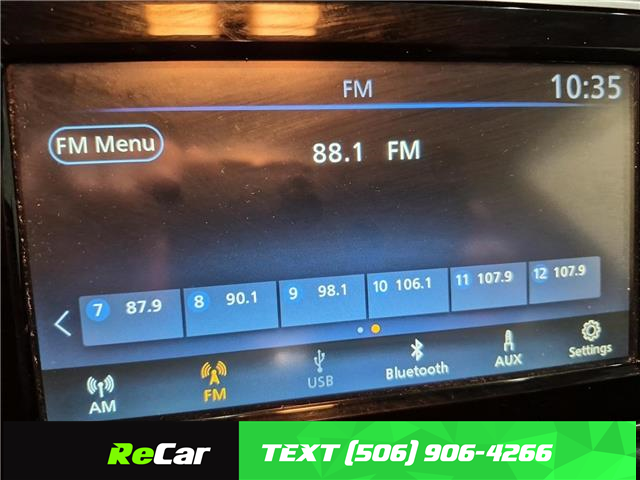 FM 10:35
FM Menu
88.1 FM
7 87.9 8 90.1 9 98.1 10 106.1 11 107.9 12 107.9
AM FM USB Bluetooth AUX Settings
ReCar TEXT (506) 906-4266